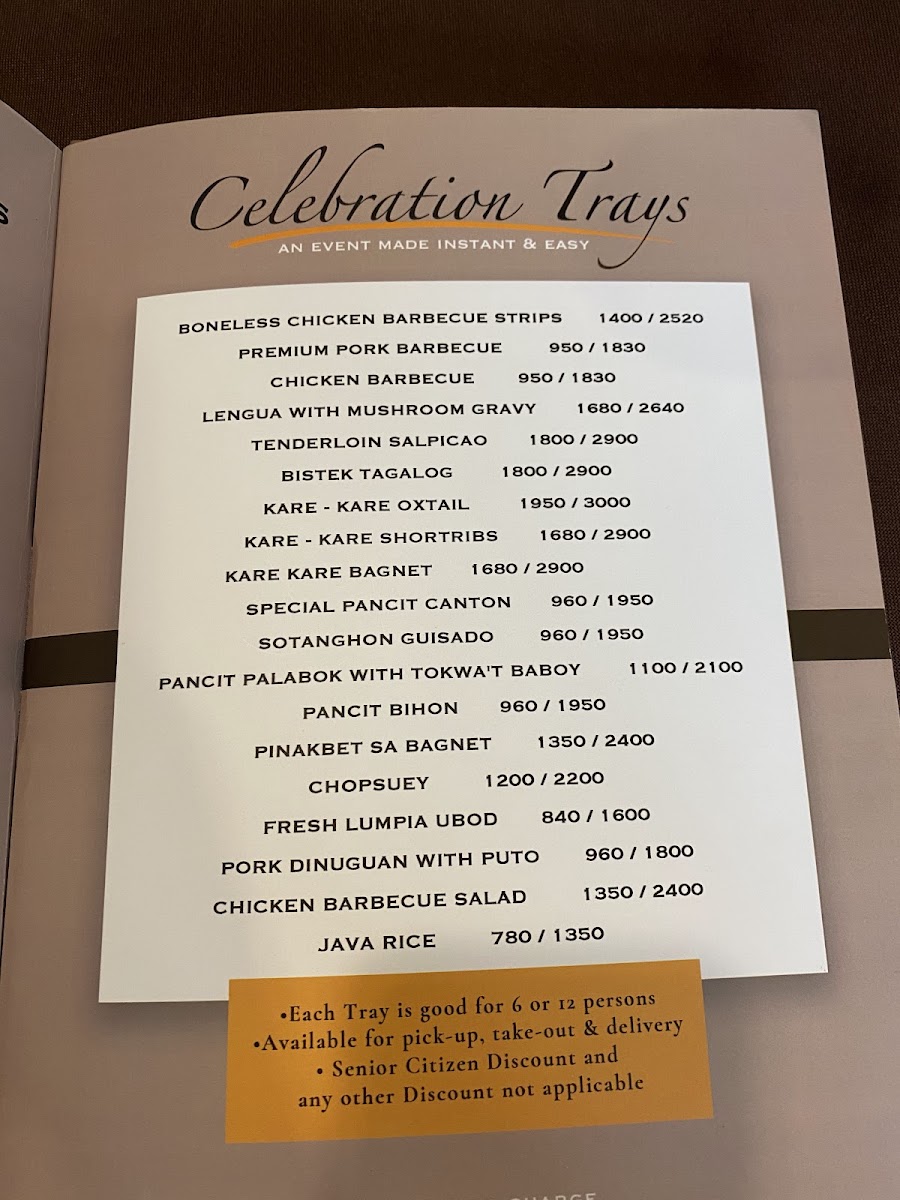 Celebration Trays
AN EVENT MADE INSTANT & EASY
BONELESS CHICKEN BARBECUE STRIPS 1400 / 2520
PREMIUM PORK BARBECUE 950 / 1830
CHICKEN BARBECUE 950 / 1830
LENGUA WITH MUSHROOM GRAVY 1680 / 2640
TENDERLOIN SALPICAO 1800 / 2900
BISTEK TAGALOG 1800 / 2900
KARE - KARE OXTAIL 1950 / 3000
KARE - KARE SHORTRIBS 1680 / 2900
KARE KARE BAGNET 1680 / 2900
SPECIAL PANCIT CANTON 960 / 1950
SOTANGHON GUISADO 960 / 1950
PANCIT PALABOK WITH TOKWA'T BABOY 1100 / 2100
PANCIT BIHON 960 / 1950
PINAKBET SA BAGNET 1350 / 2400
CHOPSUEY 1200 / 2200
FRESH LUMPIA UBOD 840 / 1600
PORK DINUGUAN WITH PUTO 960 / 1800
CHICKEN BARBECUE SALAD 1350 / 2400
JAVA RICE 780 / 1350
•Each Tray is good for 6 or 12 persons
•Available for pick-up, take-out & delivery
• Senior Citizen Discount and
any other Discount not applicable